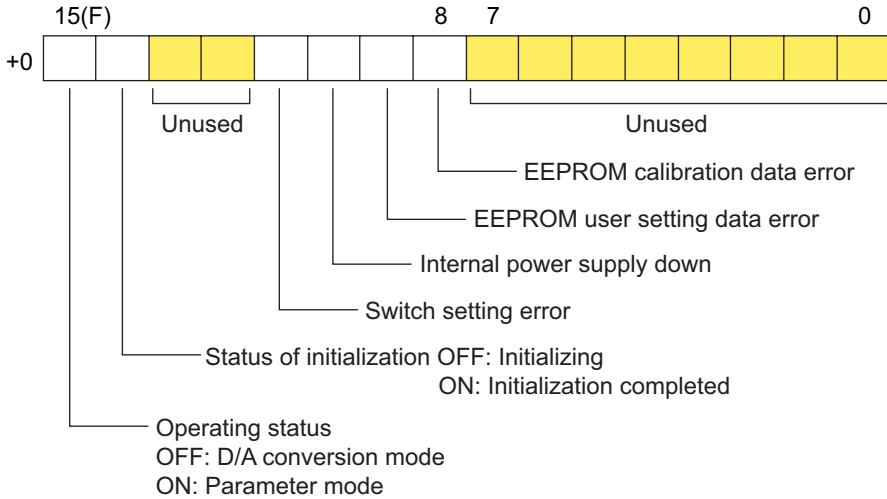 15(F) 8 7 0
+0
Unused Unused
EEPROM calibration data error
EEPROM user setting data error
Internal power supply down
Switch setting error
Status of initialization OFF: Initializing
ON: Initialization completed
Operating status
OFF: D/A conversion mode
ON: Parameter mode